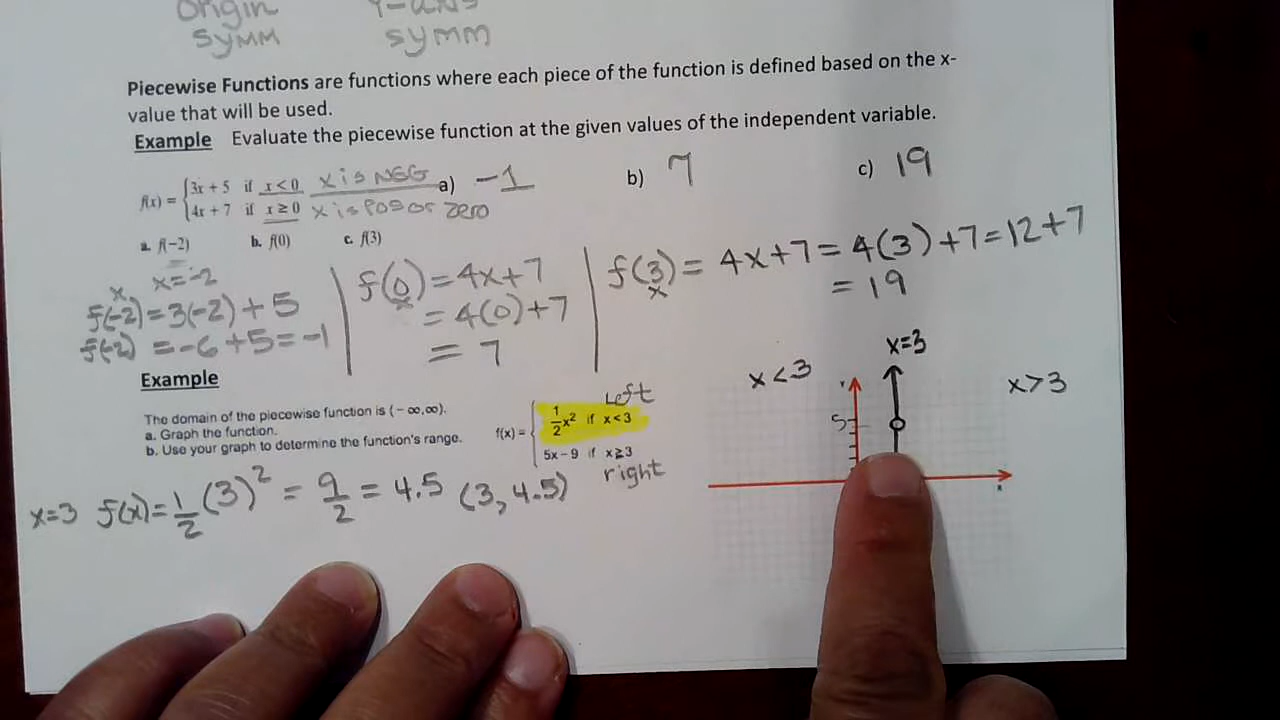 origin Y-axis
symm symm
Piecewise Functions are functions where each piece of the function is defined based on the x-
value that will be used.
Example Evaluate the piecewise function at the given values of the independent variable.
f(x) = { 3x + 5 if x < 0 x is NEG a) -1 b) 7 c) 19
4x + 7 if x ≥ 0 x is POS or zero
a. f(-2) b. f(0) c. f(3)
x x = -2
f(-2) = 3(-2) + 5
f(-2) = -6 + 5 = -1
f(0) = 4x + 7
x
= 4(0) + 7
= 7
f(3) = 4x + 7 = 4(3) + 7 = 12 + 7
x
= 19
Example
The domain of the piecewise function is (-∞,∞).
a. Graph the function.
b. Use your graph to determine the function's range.
Left
f(x) = { 1/2 x² if x < 3
5x - 9 if x ≥ 3
right
x=3 f(x) = 1/2 (3)² = 9/2 = 4.5 (3, 4.5)
x < 3 x=3 x > 3
5
x